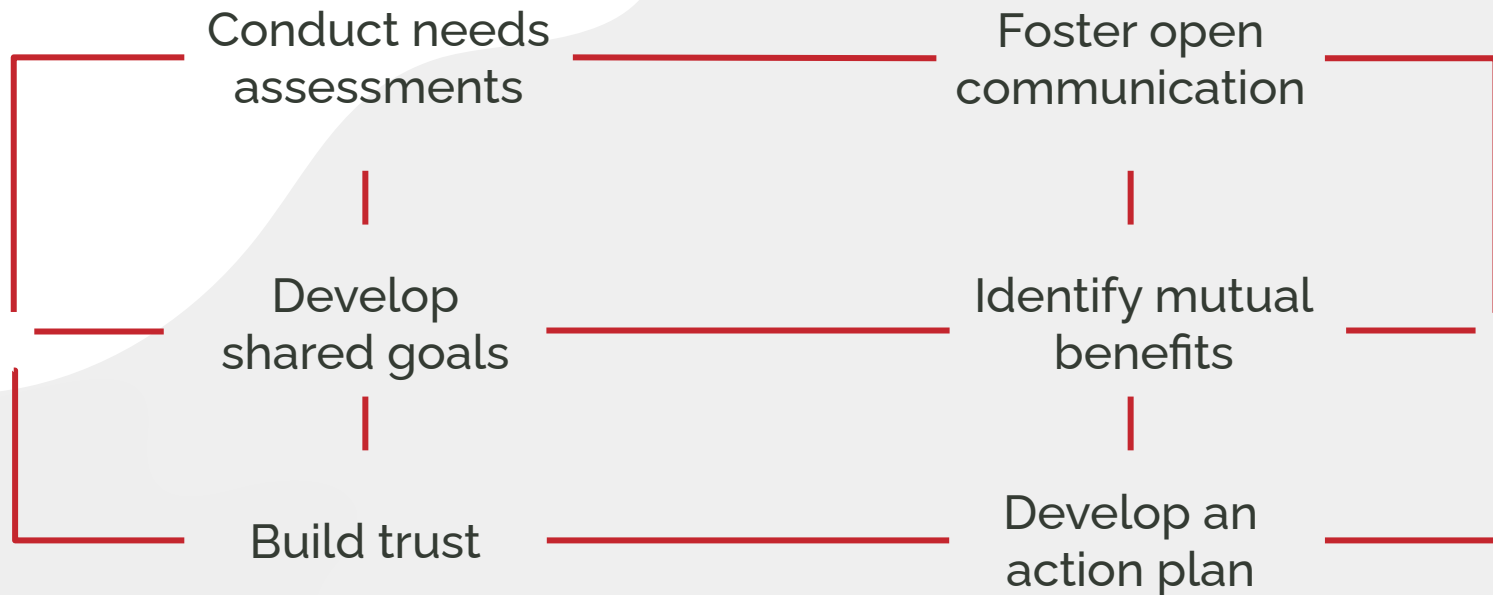 Conduct needs
assessments
Foster open
communication
Develop
shared goals
Identify mutual
benefits
Build trust
Develop an
action plan